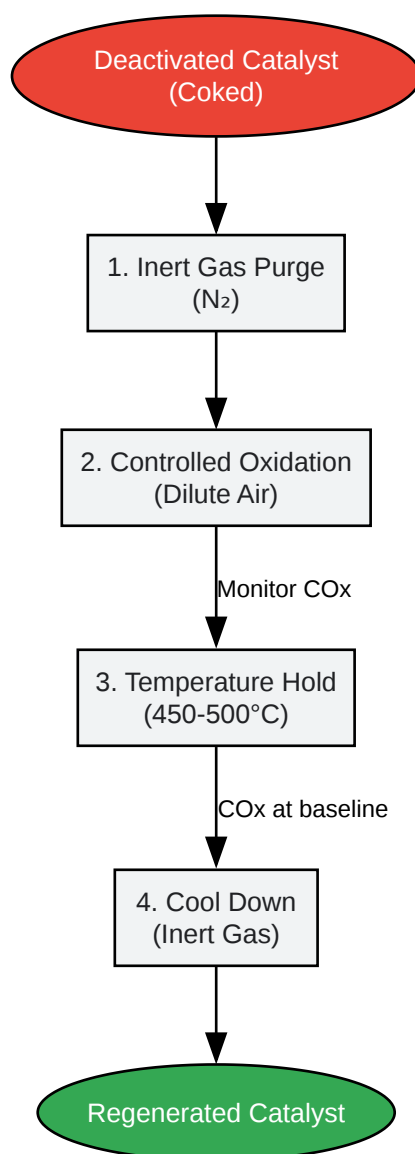 Deactivated Catalyst
(Coked)
1. Inert Gas Purge
(N₂)
2. Controlled Oxidation
(Dilute Air)
Monitor COx
3. Temperature Hold
(450-500°C)
COx at baseline
4. Cool Down
(Inert Gas)
Regenerated Catalyst